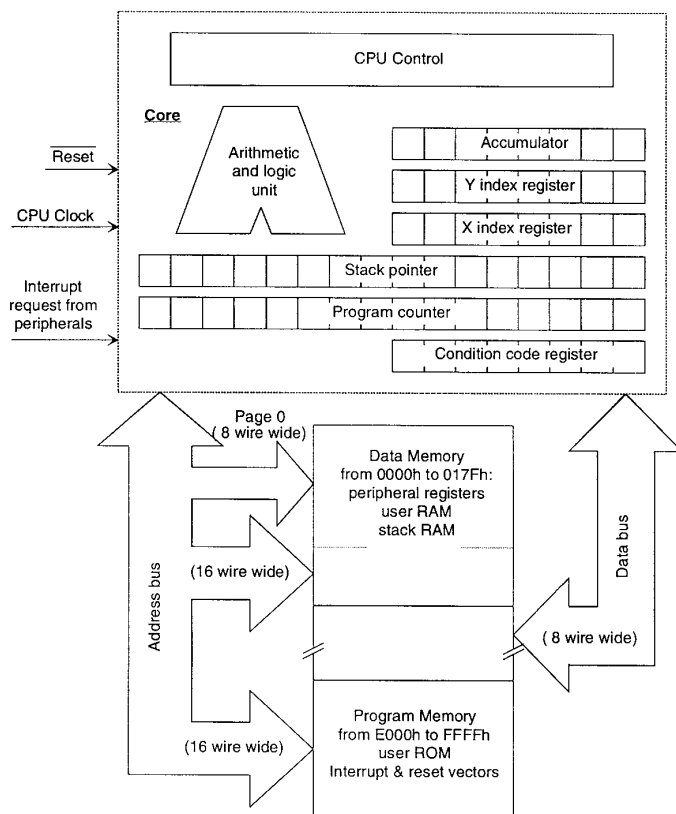 CPU Control
Core
Reset
Arithmetic
and logic
unit
Accumulator
Y index register
CPU Clock
X index register
Interrupt
request from
peripherals
Stack pointer
Program counter
Condition code register
Page 0
( 8 wire wide)
Data Memory
from 0000h to 017Fh:
peripheral registers
user RAM
stack RAM
(16 wire wide)
Address bus
Data bus
( 8 wire wide)
Program Memory
from E000h to FFFFh
user ROM
Interrupt & reset vectors
(16 wire wide)